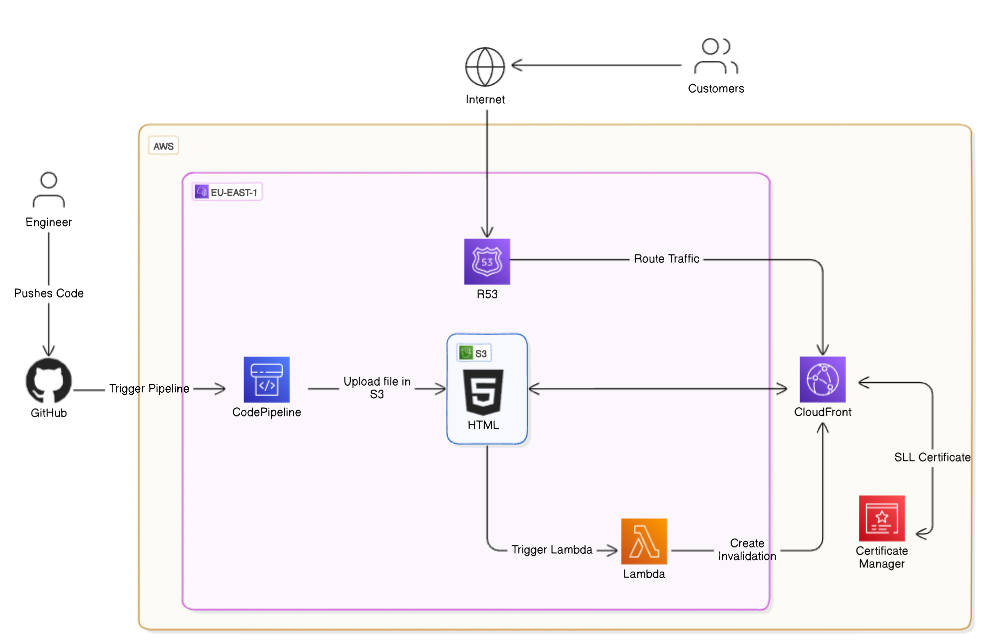 Internet
Customers
AWS
EU-EAST-1
Engineer
53
Route Traffic
R53
Pushes Code
S3
GitHub
Trigger Pipeline
CodePipeline
Upload file in
S3
HTML
CloudFront
SLL Certificate
Trigger Lambda
Lambda
Create
Invalidation
Certificate
Manager